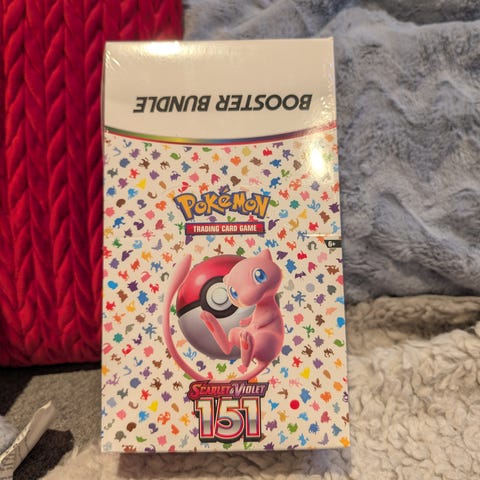 BOOSTER BUNDLE
POKéMON
TRADING CARD GAME
6+
SCARLET & VIOLET
151